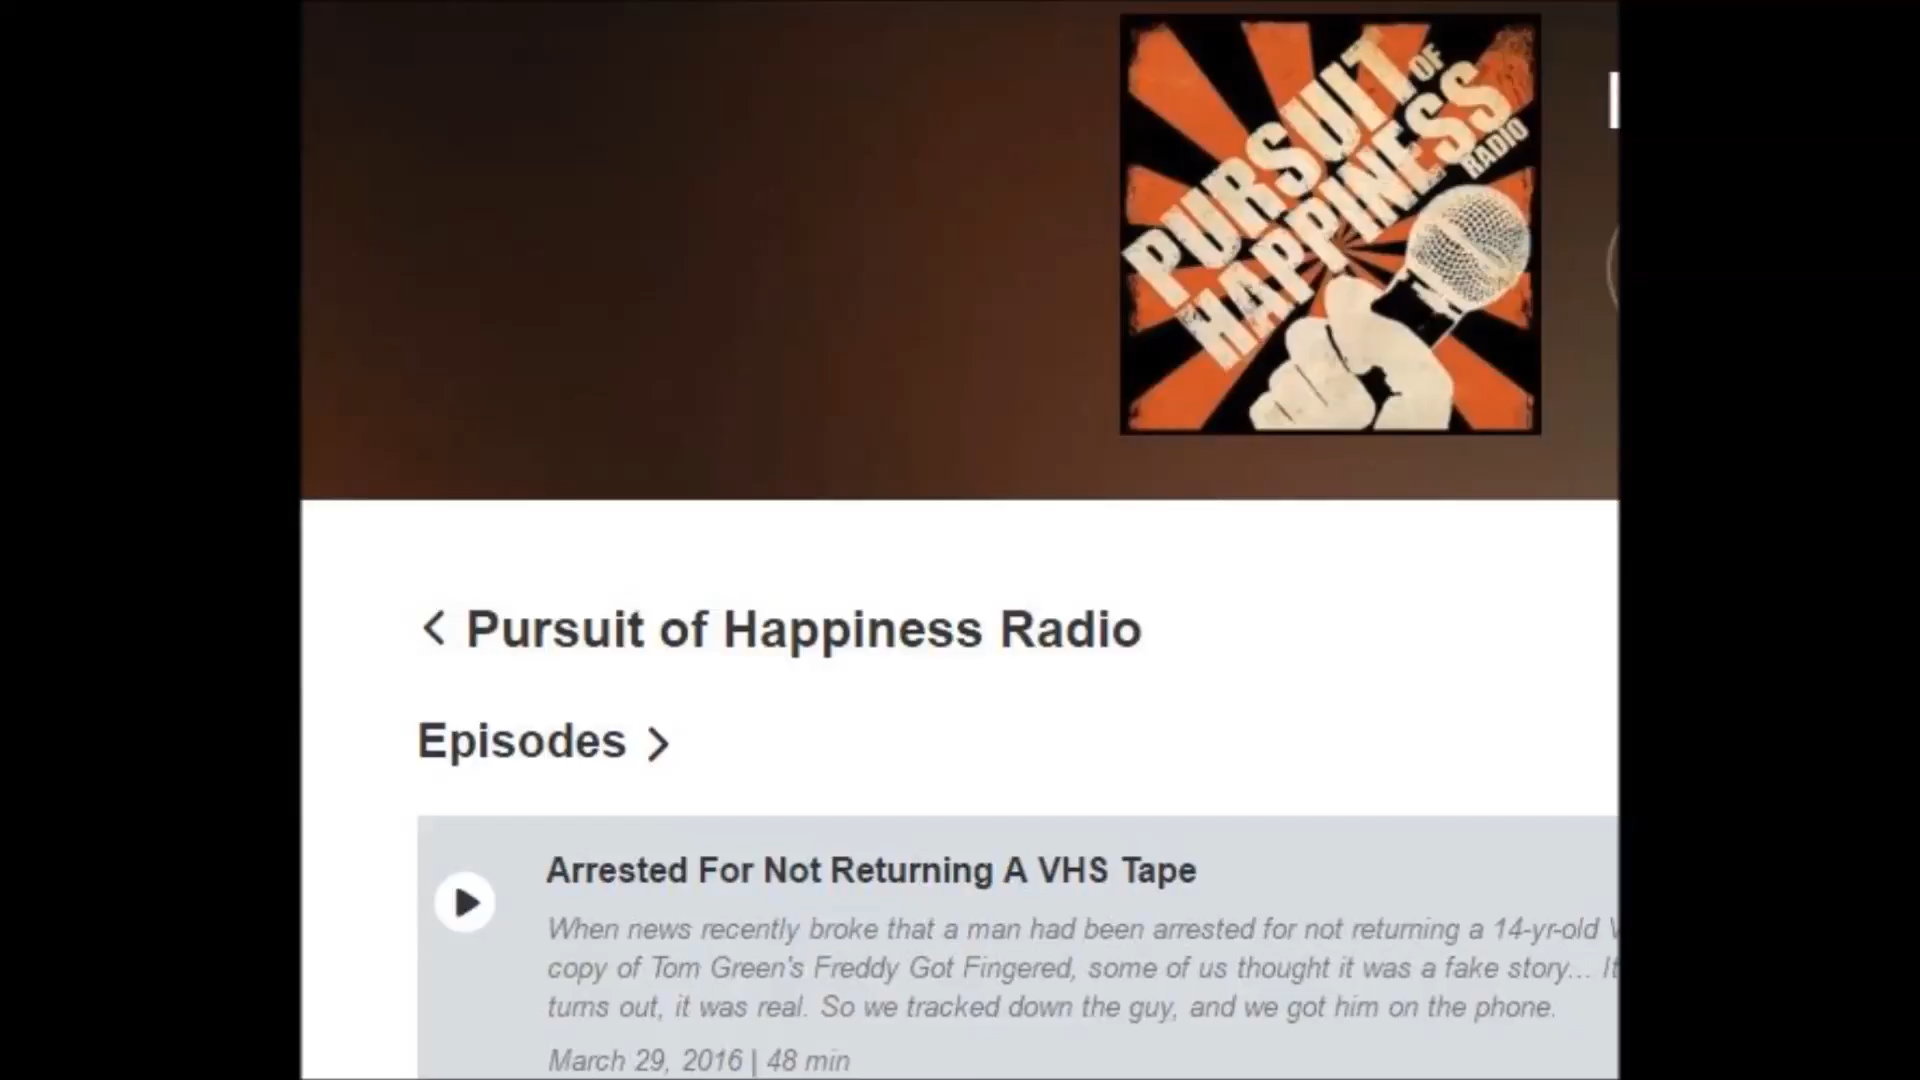 PURSUIT OF
HAPPINESS
RADIO
Pursuit of Happiness Radio
Episodes
Arrested For Not Returning A VHS Tape
When news recently broke that a man had been arrested for not returning a 14-yr-old
copy of Tom Green's Freddy Got Fingered, some of us thought it was a fake story... It
turns out, it was real. So we tracked down the guy, and we got him on the phone.
March 29, 2016 | 48 min